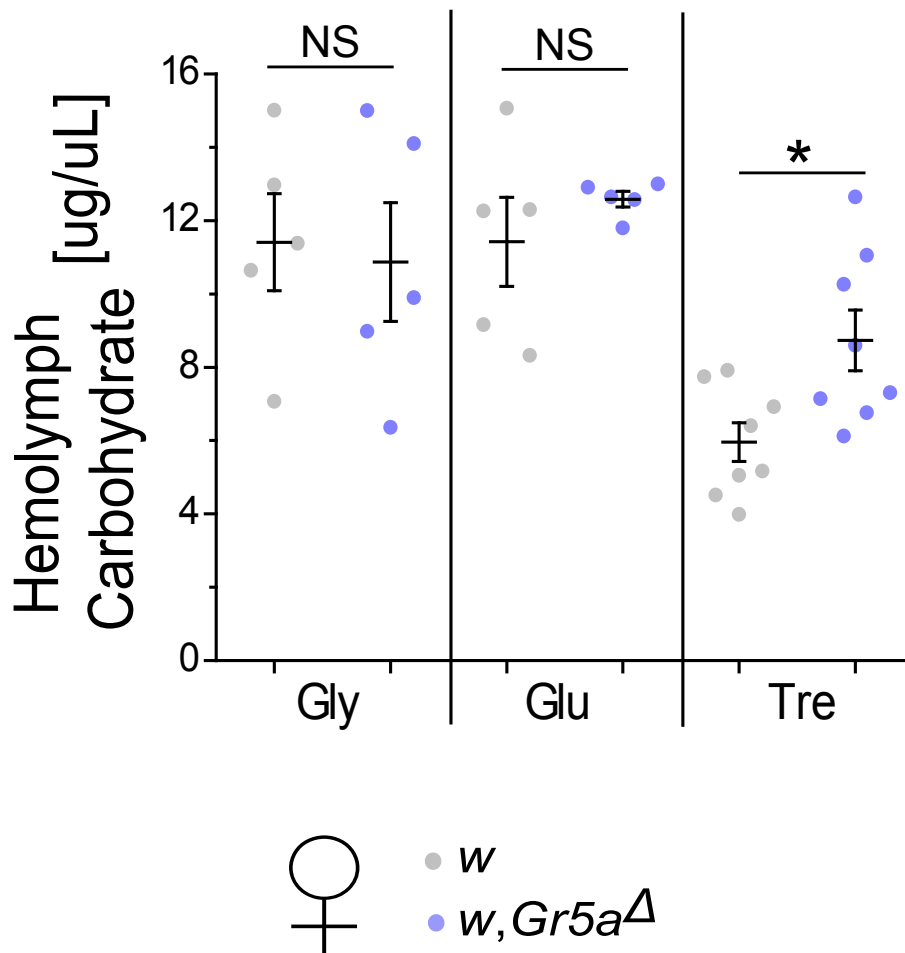 NS
NS
*
Hemolymph
Carbohydrate [ug/uL]
16
12
8
4
0
Gly
Glu
Tre
w
w,Gr5aΔ